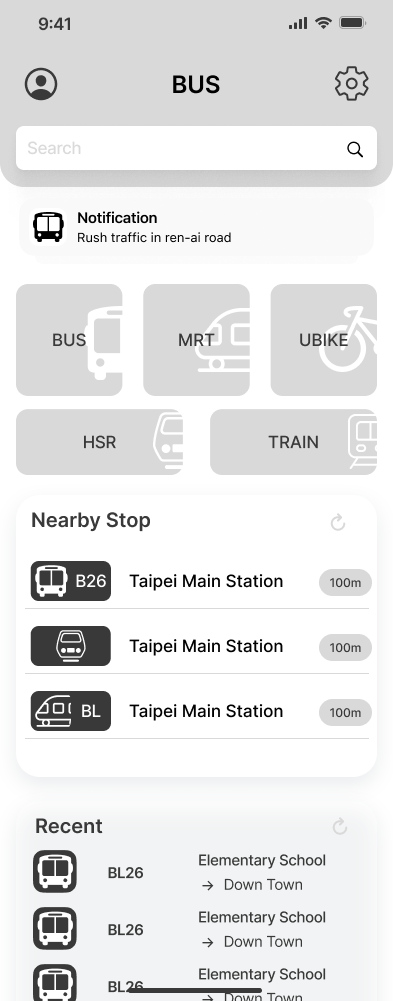 9:41
BUS
Search
Notification
Rush traffic in ren-ai road
BUS
MRT
UBIKE
HSR
TRAIN
Nearby Stop
B26
Taipei Main Station
100m
Taipei Main Station
100m
BL
Taipei Main Station
100m
Recent
BL26
Elementary School
→ Down Town
BL26
Elementary School
→ Down Town
BL26
Elementary School
→ Down Town